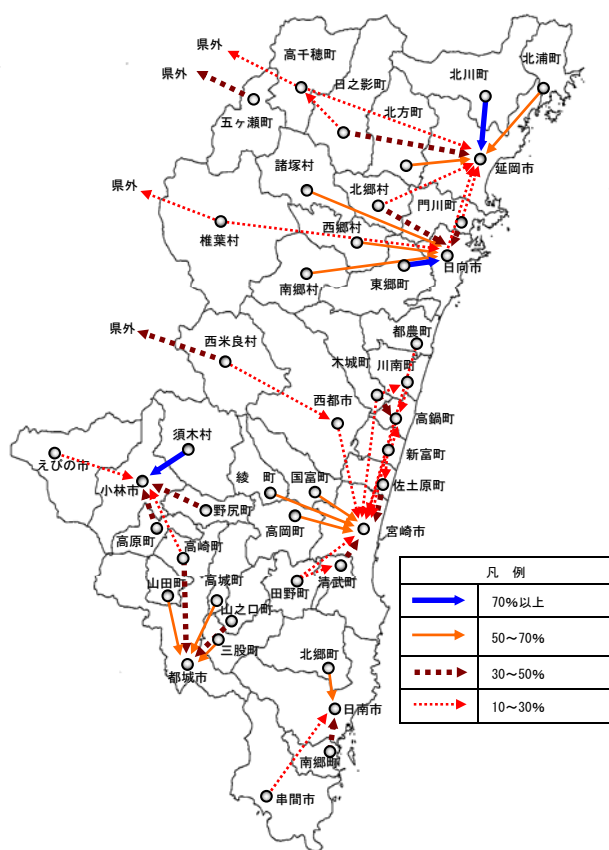 県外
高千穂町
北浦町
北川町
県外
日之影町
五ヶ瀬町
北方町
諸塚村
延岡市
県外
北郷村
門川町
西郷村
椎葉村
日向市
南郷村
東郷町
県外
都農町
西米良村
木城町
川南町
西都市
高鍋町
須木村
新富町
えびの市
綾 町
国富町
佐土原町
小林市
野尻町
高岡町
宮崎市
高原町
高崎町
凡 例
山田町
高城町
田野町
清武町
70%以上
山之口町
50～70%
三股町
北郷町
都城市
30～50%
日南市
10～30%
南郷町
串間市